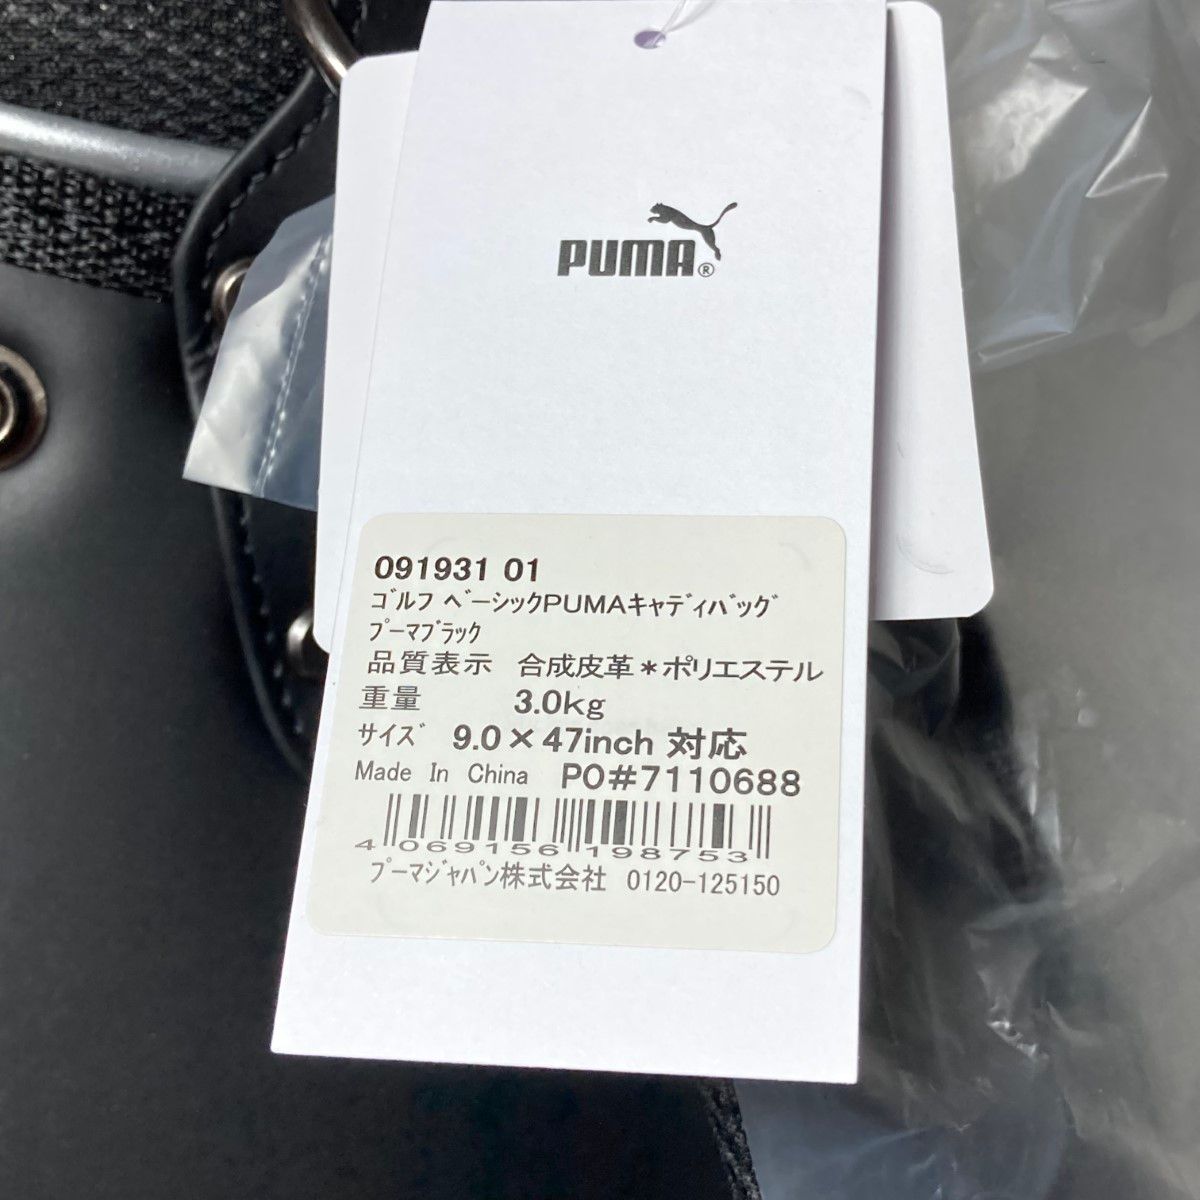 PUMA®
091931 01
ｺﾞﾙﾌ ﾍﾞｰｼｯｸPUMAｷｬﾃﾞｨﾊﾞｯｸﾞ
ﾌﾟｰﾏﾌﾞﾗｯｸ
品質表示 合成皮革＊ポリエステル
重量 3.0kg
ｻｲｽﾞ 9.0×47inch 対応
Made In China PO#7110688
4 069156 198753
ﾌﾟｰﾏｼﾞｬﾊﾟﾝ株式会社 0120-125150